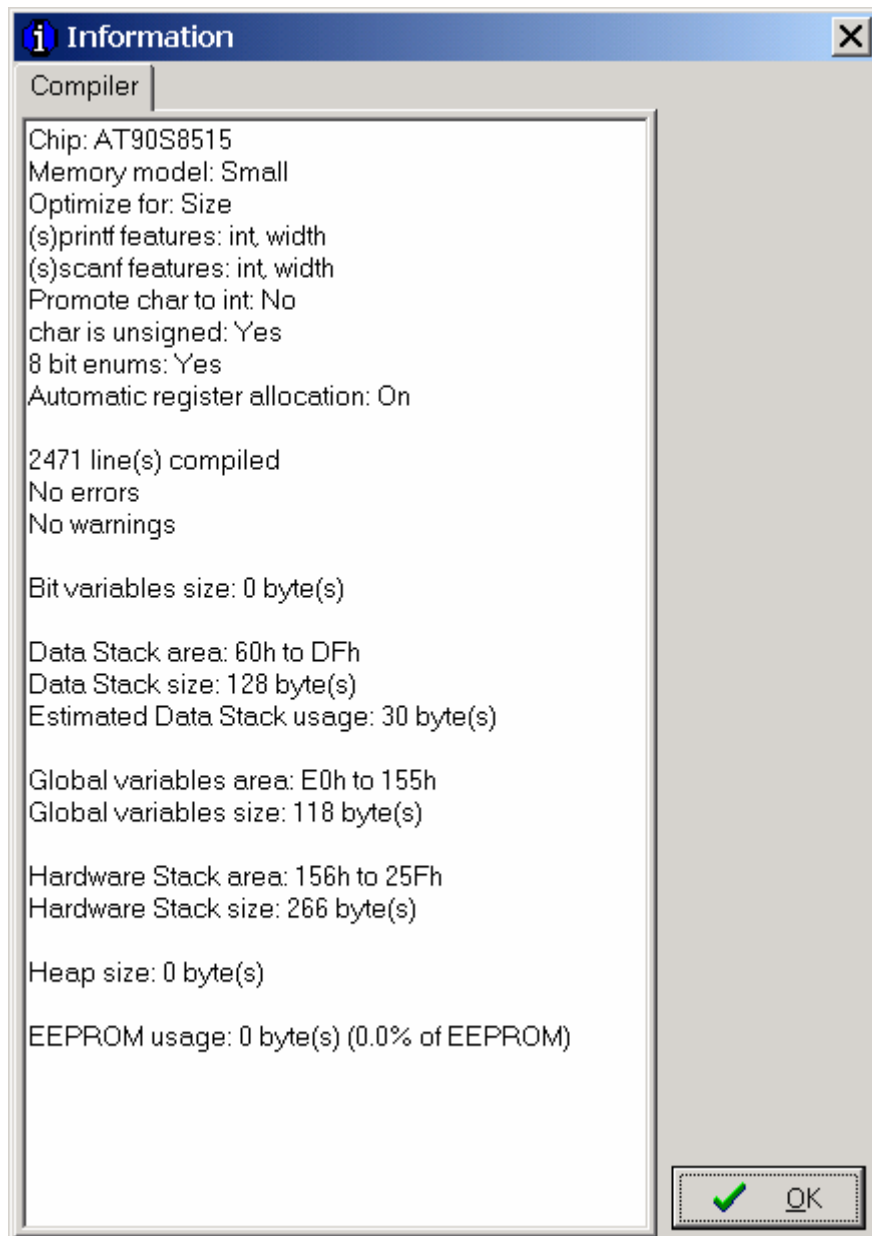 Information
Compiler
Chip: AT90S8515
Memory model: Small
Optimize for: Size
(s)printf features: int, width
(s)scanf features: int, width
Promote char to int: No
char is unsigned: Yes
8 bit enums: Yes
Automatic register allocation: On
2471 line(s) compiled
No errors
No warnings
Bit variables size: 0 byte(s)
Data Stack area: 60h to DFh
Data Stack size: 128 byte(s)
Estimated Data Stack usage: 30 byte(s)
Global variables area: E0h to 155h
Global variables size: 118 byte(s)
Hardware Stack area: 156h to 25Fh
Hardware Stack size: 266 byte(s)
Heap size: 0 byte(s)
EEPROM usage: 0 byte(s) (0.0% of EEPROM)
OK